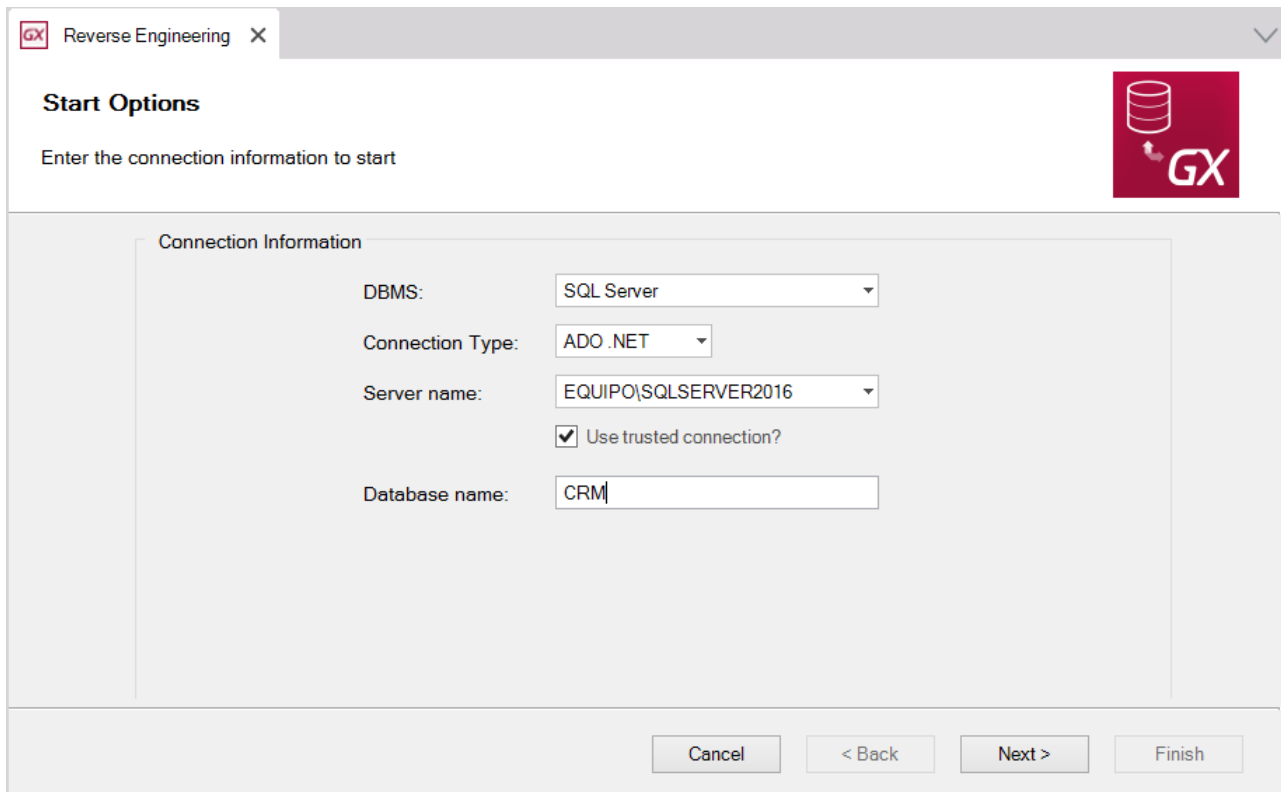 GX Reverse Engineering
Start Options
Enter the connection information to start
GX
Connection Information
DBMS: SQL Server
Connection Type: ADO .NET
Server name: EQUIPO\SQLSERVER2016
Use trusted connection?
Database name: CRM
Cancel < Back Next > Finish